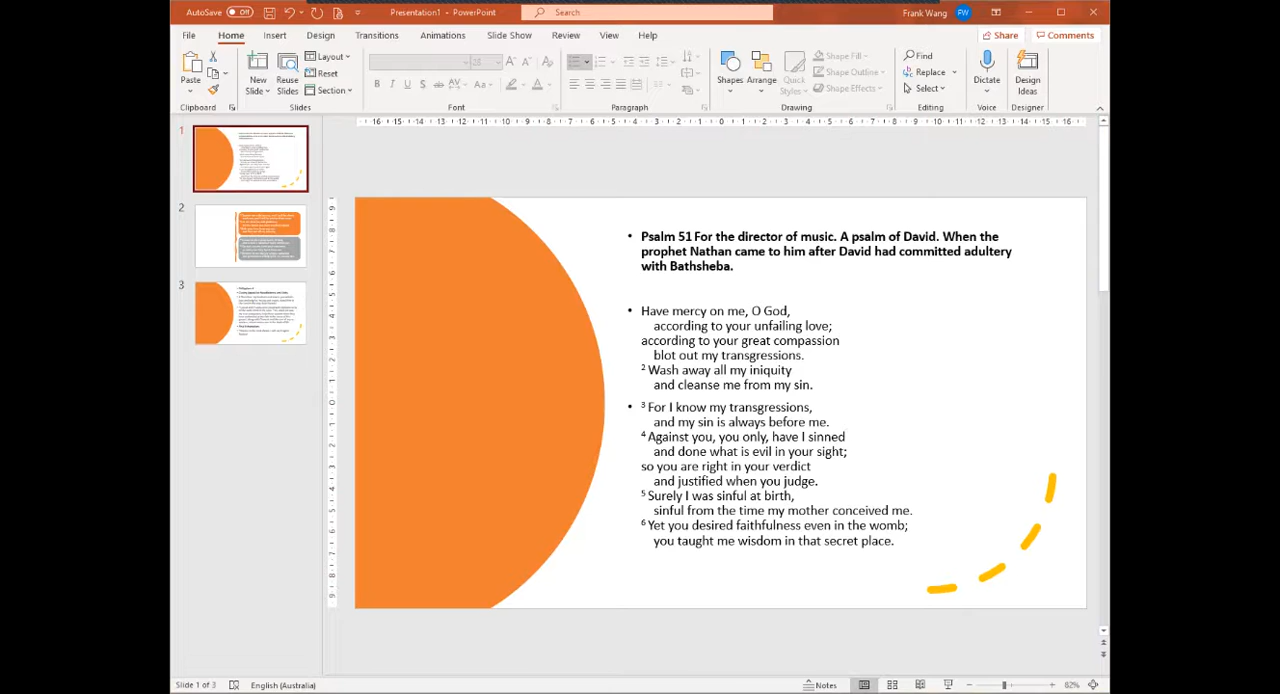 AutoSave Off Presentation1 - PowerPoint Search Frank Wang FW
File Home Insert Design Transitions Animations Slide Show Review View Help Share Comments
Paste
New Slide
Reuse Slides
Layout
Reset
Section
28
Shapes
Arrange
Quick Styles
Shape Fill
Shape Outline
Shape Effects
Find
Replace
Select
Dictate
Design Ideas
Clipboard Slides Font Paragraph Drawing Editing Voice Designer
1
2
3
• Psalm 51 For the director of music. A psalm of David. When the
prophet Nathan came to him after David had committed adultery
with Bathsheba.
• Have mercy on me, O God,
according to your unfailing love;
according to your great compassion
blot out my transgressions.
2 Wash away all my iniquity
and cleanse me from my sin.
• 3 For I know my transgressions,
and my sin is always before me.
4 Against you, you only, have I sinned
and done what is evil in your sight;
so you are right in your verdict
and justified when you judge.
5 Surely I was sinful at birth,
sinful from the time my mother conceived me.
6 Yet you desired faithfulness even in the womb;
you taught me wisdom in that secret place.
Slide 1 of 3 English (Australia) Notes 82%